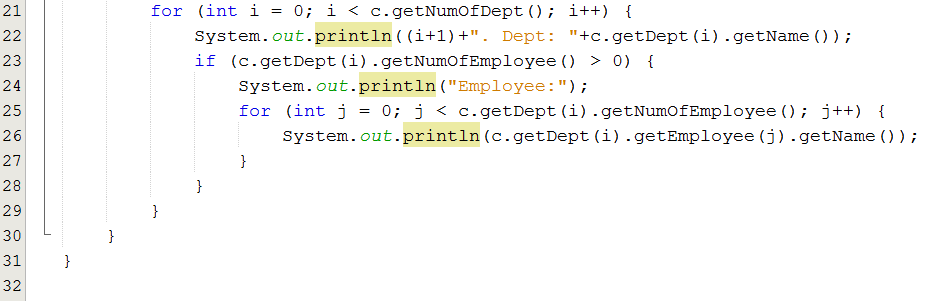 21 for (int i = 0; i < c.getNumOfDept(); i++) {
22 System.out.println((i+1)+". Dept: "+c.getDept(i).getName());
23 if (c.getDept(i).getNumOfEmployee() > 0) {
24 System.out.println("Employee:");
25 for (int j = 0; j < c.getDept(i).getNumOfEmployee(); j++) {
26 System.out.println(c.getDept(i).getEmployee(j).getName());
27 }
28 }
29 }
30 }
31 }
32